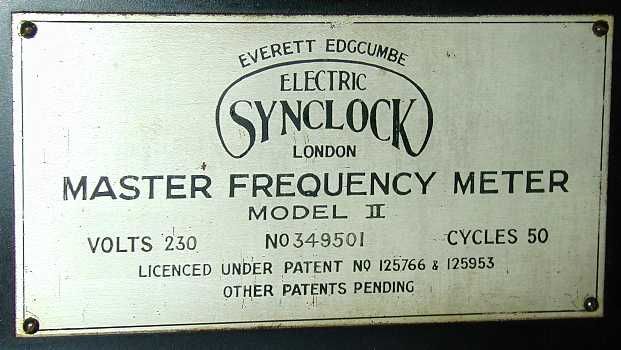 EVERETT EDGCUMBE
ELECTRIC
SYNCLOCK
LONDON
MASTER FREQUENCY METER
MODEL II
VOLTS 230 NO 349501 CYCLES 50
LICENCED UNDER PATENT NO 125766 & 125953
OTHER PATENTS PENDING